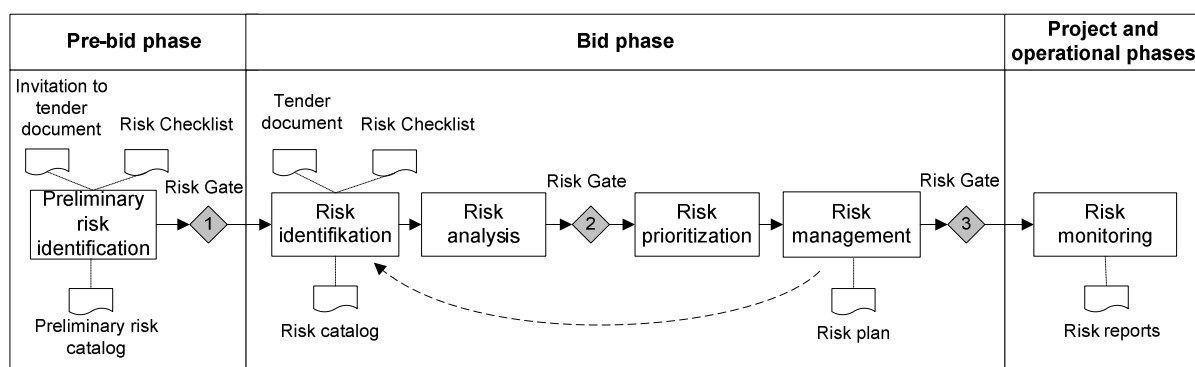 Pre-bid phase
Bid phase
Project and
operational phases
Invitation to
tender
document
Risk Checklist
Tender
document
Risk Checklist
Risk Gate
Risk Gate
Risk Gate
Preliminary
risk
identification
1
Risk
identifikation
Risk
analysis
2
Risk
prioritization
Risk
management
3
Risk
monitoring
Preliminary risk
catalog
Risk catalog
Risk plan
Risk reports